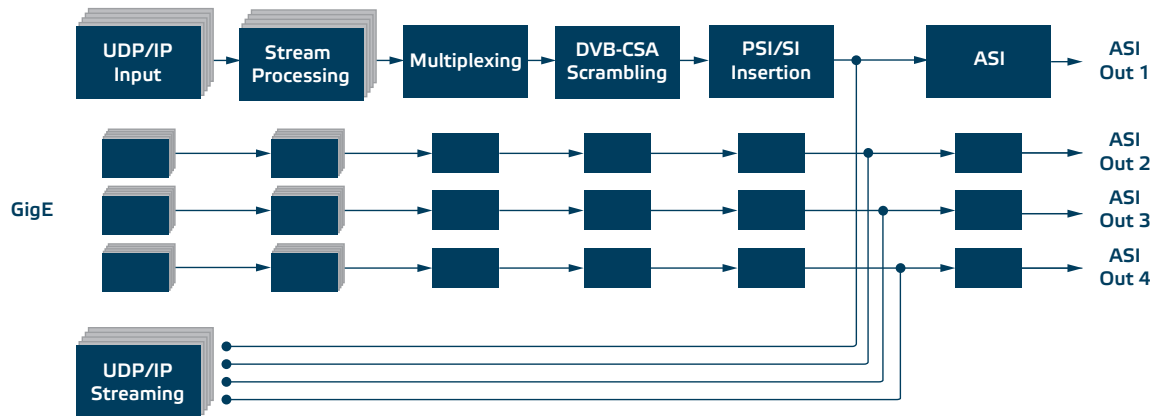 UDP/IP
Input
Stream
Processing
Multiplexing
DVB-CSA
Scrambling
PSI/SI
Insertion
ASI
ASI
Out 1
ASI
Out 2
GigE
ASI
Out 3
ASI
Out 4
UDP/IP
Streaming